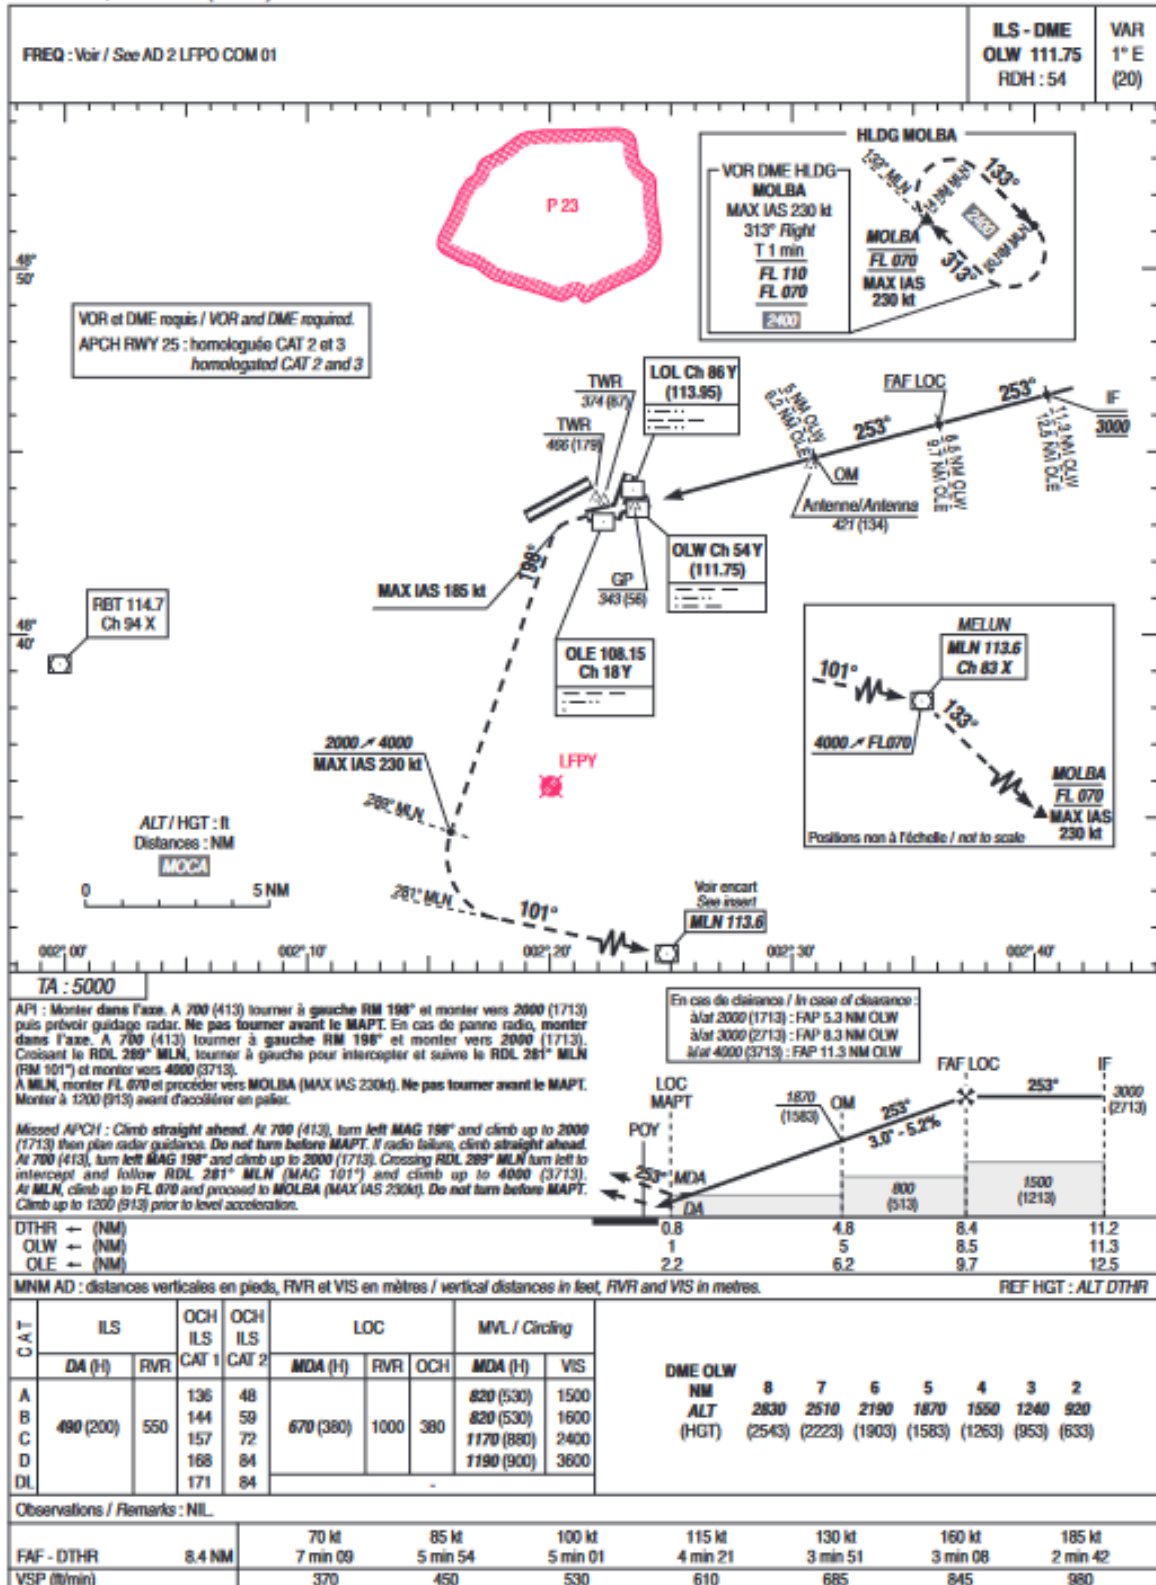 FREQ : Voir / See AD 2 LFPO COM 01
ILS - DME
OLW 111.75
RDH : 54
VAR
1° E
(20)
P 23
HLDG MOLBA
VOR DME HLDG
MOLBA
MAX IAS 230 kt
313° Right
T 1 min
FL 110
FL 070
2400
133° MLN
133°
2400
313°
MOLBA
FL 070
MAX IAS
230 kt
48°
50'
VOR et DME requis / VOR and DME required.
APCH RWY 25 : homologuée CAT 2 et 3
homologated CAT 2 and 3
TWR
374 (87)
TWR
466 (179)
LOL Ch 86 Y
(113.95)
5 NM OLW
6.2 NM OLE
FAF LOC
253°
253°
IF
3000
8.5 NM OLW
9.7 NM OLE
11.3 NM OLW
12.5 NM OLE
OM
Antenne/Antenna
421 (134)
OLW Ch 54 Y
(111.75)
GP
343 (56)
198°
MAX IAS 185 kt
RBT 114.7
Ch 94 X
48°
40'
OLE 108.15
Ch 18 Y
MELUN
MLN 113.6
Ch 83 X
101°
133°
4000 ↗ FL070
MOLBA
FL 070
MAX IAS
230 kt
Positions non à l'échelle / not to scale
2000 ↗ 4000
MAX IAS 230 kt
LFPY
289° MLN
ALT / HGT : ft
Distances : NM
MOCA
0 5 NM
281° MLN
101°
Voir encart
See insert
MLN 113.6
002° 00' 002° 10' 002° 20' 002° 30' 002° 40'
TA : 5000
API : Monter dans l'axe. A 700 (413) tourner à gauche RM 198° et monter vers 2000 (1713)
puis prévoir guidage radar. Ne pas tourner avant le MAPT. En cas de panne radio, monter
dans l'axe. A 700 (413) tourner à gauche RM 198° et monter vers 2000 (1713).
Croisant le RDL 289° MLN, tourner à gauche pour intercepter et suivre le RDL 281° MLN
(RM 101°) et monter vers 4000 (3713).
A MLN, monter FL 070 et procéder vers MOLBA (MAX IAS 230kt). Ne pas tourner avant le MAPT.
Monter à 1200 (913) avant d'accélérer en palier.
Missed APCH : Climb straight ahead. At 700 (413), turn left MAG 198° and climb up to 2000
(1713) then plan radar guidance. Do not turn before MAPT. If radio failure, climb straight ahead.
At 700 (413), turn left MAG 198° and climb up to 2000 (1713). Crossing RDL 289° MLN turn left to
intercept and follow RDL 281° MLN (MAG 101°) and climb up to 4000 (3713).
At MLN, climb up to FL 070 and proceed to MOLBA (MAX IAS 230kt). Do not turn before MAPT.
Climb up to 1200 (913) prior to level acceleration.
En cas de clairance / In case of clearance :
à/at 2000 (1713) : FAP 5.3 NM OLW
à/at 3000 (2713) : FAP 8.3 NM OLW
à/at 4000 (3713) : FAP 11.3 NM OLW
LOC
MAPT
POY
1870
(1583)
OM
FAF LOC
IF
253°
253°
3.0° - 5.2%
3000
(2713)
253°
MDA
DA
800
(513)
1500
(1213)
DTHR ← (NM) 0.8 4.8 8.4 11.2
OLW ← (NM) 1 5 8.5 11.3
OLE ← (NM) 2.2 6.2 9.7 12.5
MNM AD : distances verticales en pieds, RVR et VIS en mètres / vertical distances in feet, RVR and VIS in metres. REF HGT : ALT DTHR
CAT ILS OCH ILS CAT 1 OCH ILS CAT 2 LOC MVL / Circling
DA (H) RVR MDA (H) RVR OCH MDA (H) VIS
A 136 48 820 (530) 1500
B 490 (200) 550 144 59 670 (380) 1000 380 820 (530) 1600
C 157 72 1170 (880) 2400
D 168 84 1190 (900) 3600
DL 171 84 -
DME OLW
NM 8 7 6 5 4 3 2
ALT 2830 2510 2190 1870 1550 1240 920
(HGT) (2543) (2223) (1903) (1583) (1263) (953) (633)
Observations / Remarks : NIL.
70 kt 85 kt 100 kt 115 kt 130 kt 160 kt 185 kt
FAF - DTHR 8.4 NM 7 min 09 5 min 54 5 min 01 4 min 21 3 min 51 3 min 08 2 min 42
VSP (ft/min) 370 450 530 610 685 845 980